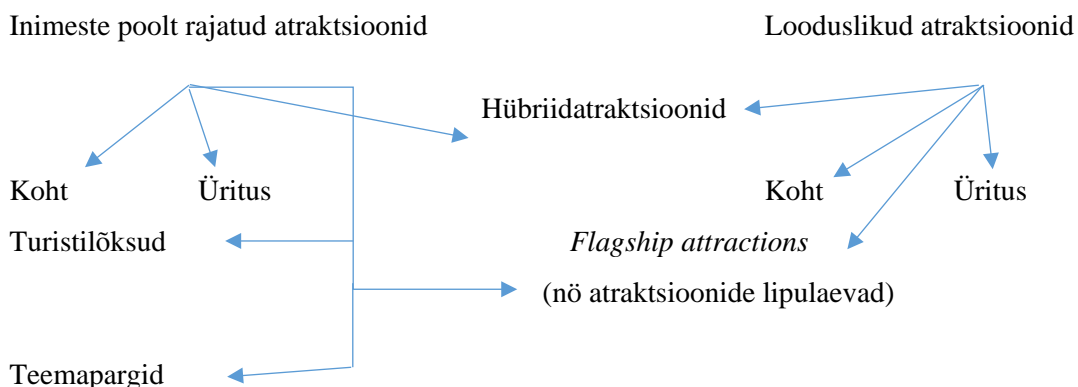 Inimeste poolt rajatud atraktsioonid Looduslikud atraktsioonid
Hübriidatraktsioonid
Koht Üritus Koht Üritus
Turistilõksud Flagship attractions
(nö atraktsioonide lipulaevad)
Teemapargid